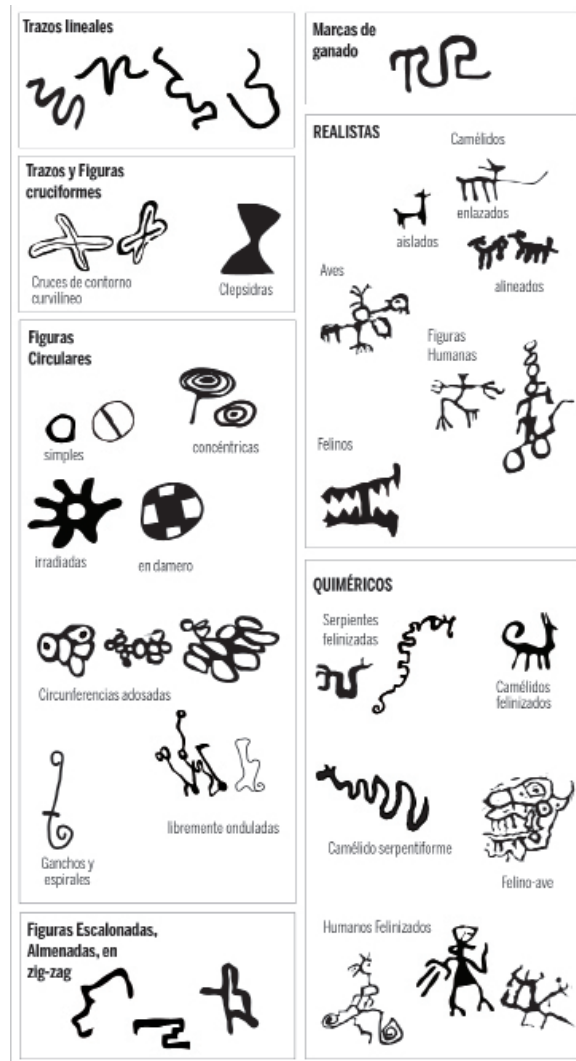 Trazos lineales
Trazos y Figuras
cruciformes
Cruces de contorno
curvilíneo
Clepsidras
Figuras
Circulares
simples
concéntricas
irradiadas
en damero
Circunferencias adosadas
libremente onduladas
Ganchos y
espirales
Figuras Escalonadas,
Almenadas, en
zig-zag
Marcas de
ganado
REALISTAS
Camélidos
enlazados
aislados
alineados
Aves
Figuras
Humanas
Felinos
QUIMÉRICOS
Serpientes
felinizadas
Camélidos
felinizados
Camélido serpentiforme
Felino-ave
Humanos Felinizados